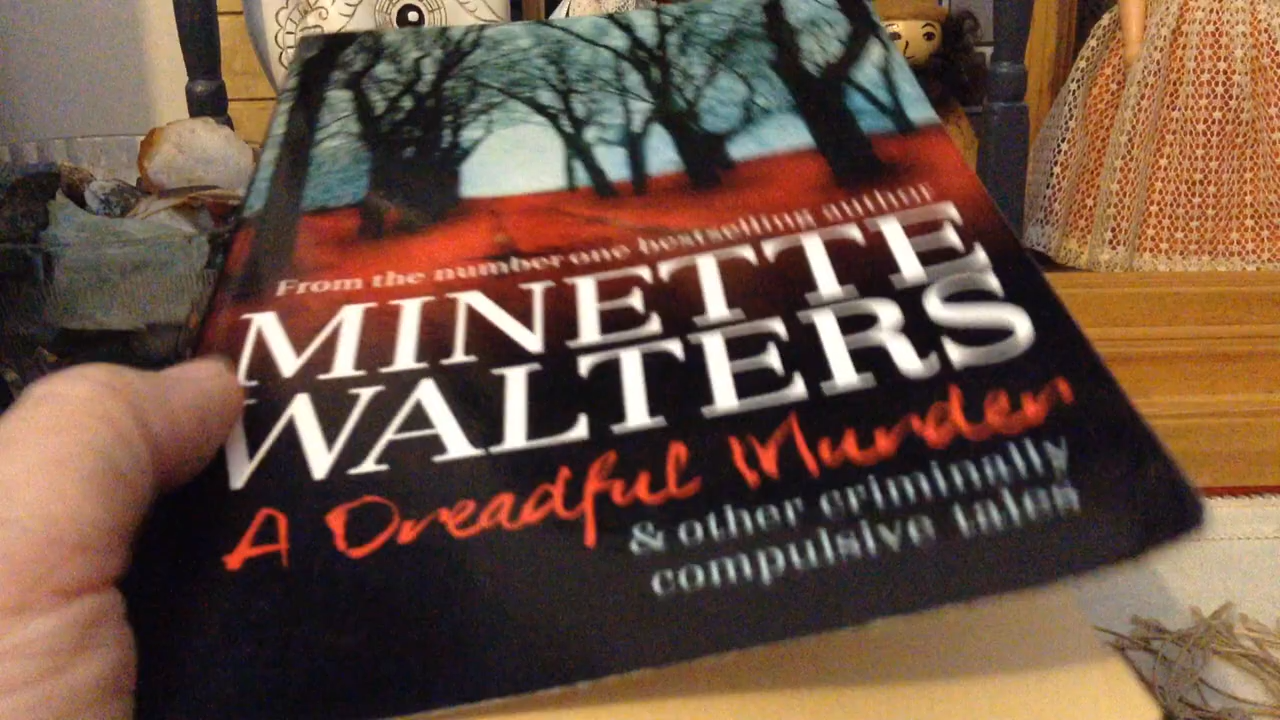 From the number one bestselling author
MINETTE
WALTERS
A Dreadful Murder
& other criminally
compulsive tales